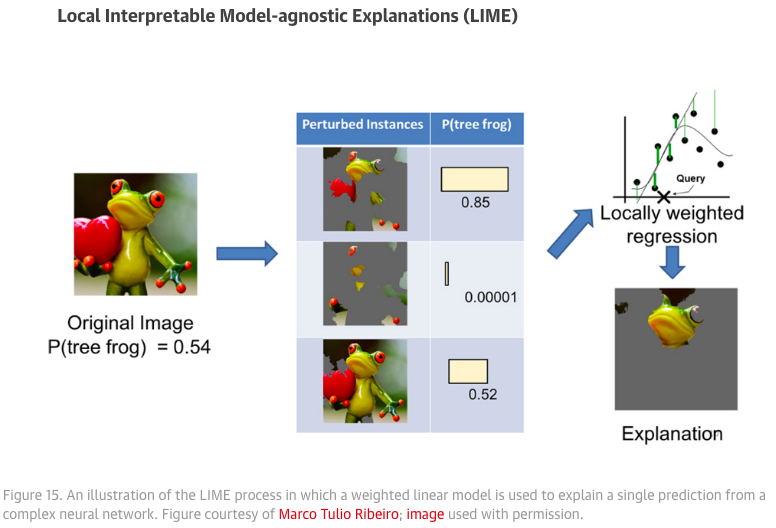 Local Interpretable Model-agnostic Explanations (LIME)
Perturbed Instances
P(tree frog)
Original Image
P(tree frog) = 0.54
0.85
0.00001
0.52
Query
Locally weighted
regression
Explanation
Figure 15. An illustration of the LIME process in which a weighted linear model is used to explain a single prediction from a
complex neural network. Figure courtesy of Marco Tulio Ribeiro; image used with permission.